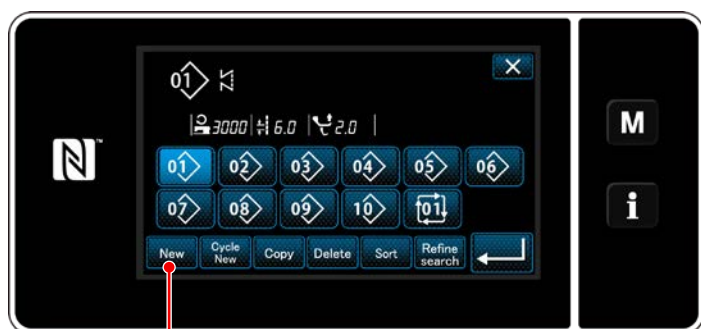 01
3000 6.0 2.0
01 02 03 04 05 06
07 08 09 10 01
New Cycle New Copy Delete Sort Refine search
N ™
M
i